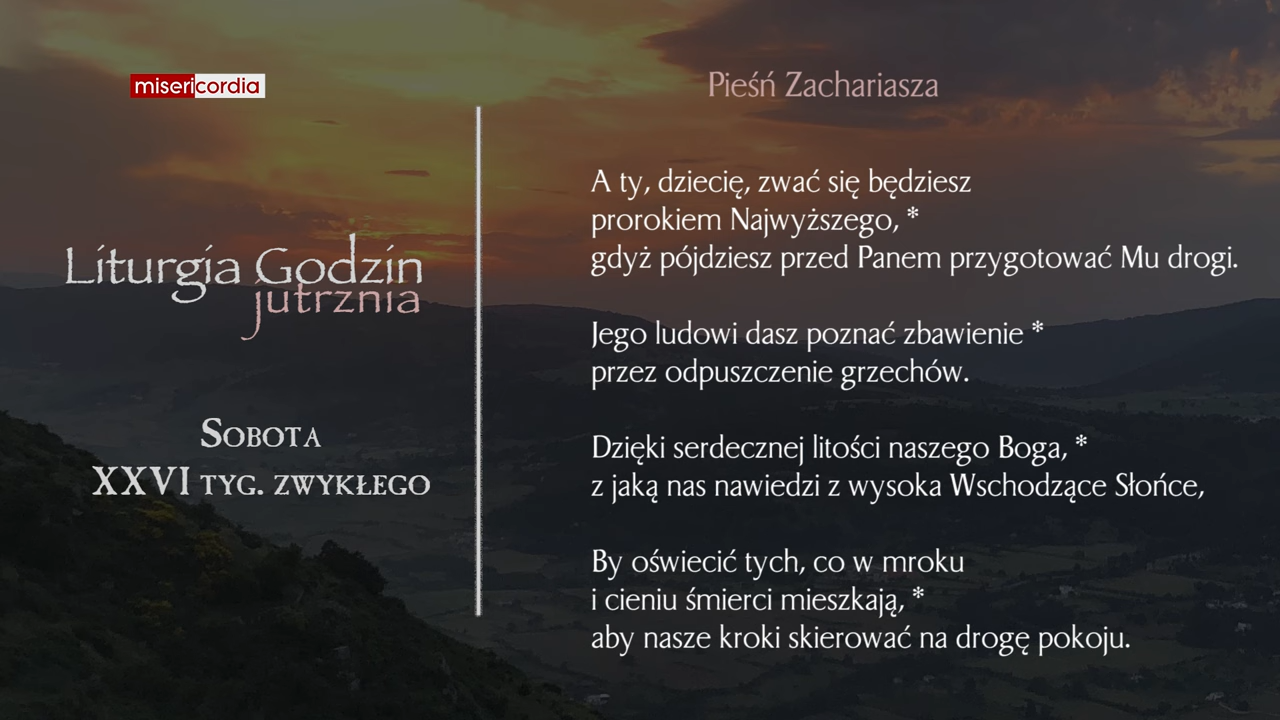 misericordia
Liturgia Godzin
jutrznia
Sobota
XXVI tyg. zwykłego
Pieśń Zachariasza
A ty, dziecię, zwać się będziesz
prorokiem Najwyższego, *
gdyż pójdziesz przed Panem przygotować Mu drogi.
Jego ludowi dasz poznać zbawienie *
przez odpuszczenie grzechów.
Dzięki serdecznej litości naszego Boga, *
z jaką nas nawiedzi z wysoka Wschodzące Słońce,
By oświecić tych, co w mroku
i cieniu śmierci mieszkają, *
aby nasze kroki skierować na drogę pokoju.